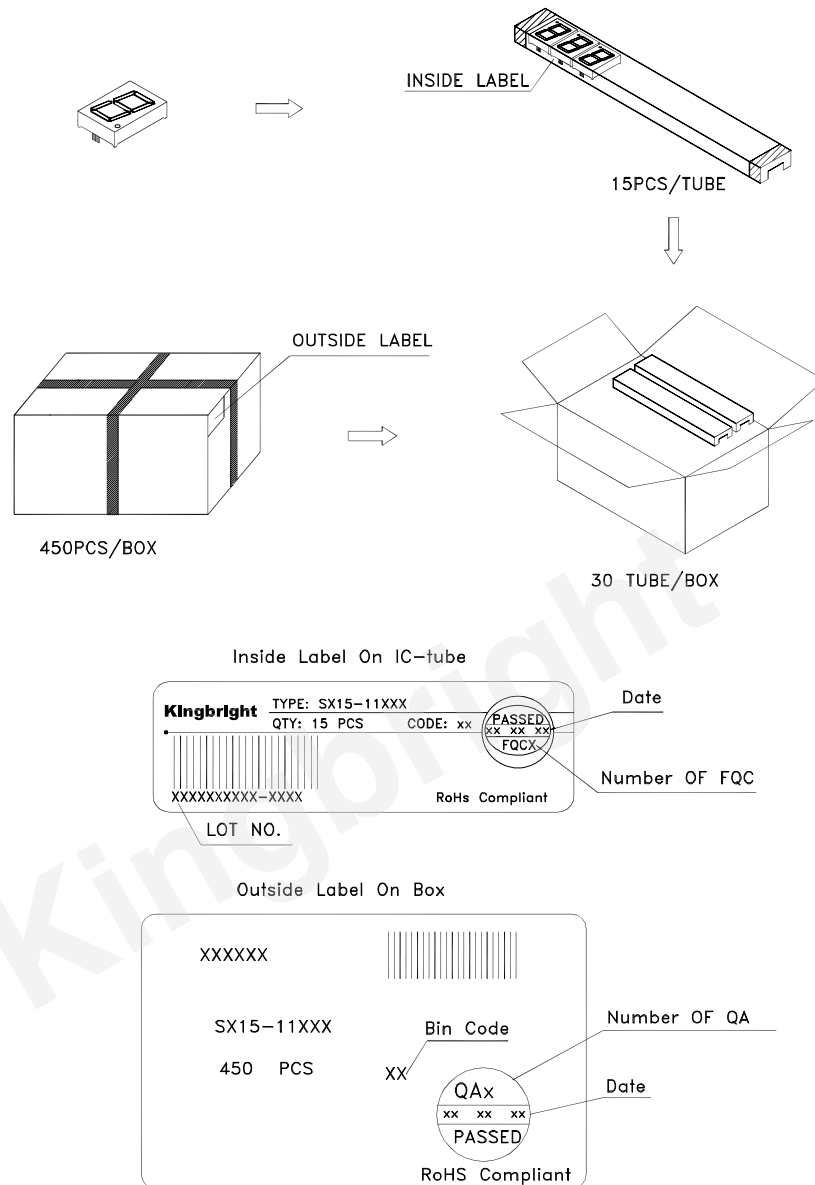 INSIDE LABEL
15PCS/TUBE
OUTSIDE LABEL
450PCS/BOX
30 TUBE/BOX
Inside Label On IC-tube
Kingbright
TYPE: SX15-11XXX
QTY: 15 PCS CODE: xx
PASSED
xx xx xx
FQCX
Date
Number OF FQC
XXXXXXXXXX-XXXX
RoHs Compliant
LOT NO.
Outside Label On Box
XXXXXX
SX15-11XXX
Bin Code
Number OF QA
450 PCS
XX
QAx
xx xx xx
Date
PASSED
RoHS Compliant
Kingbright